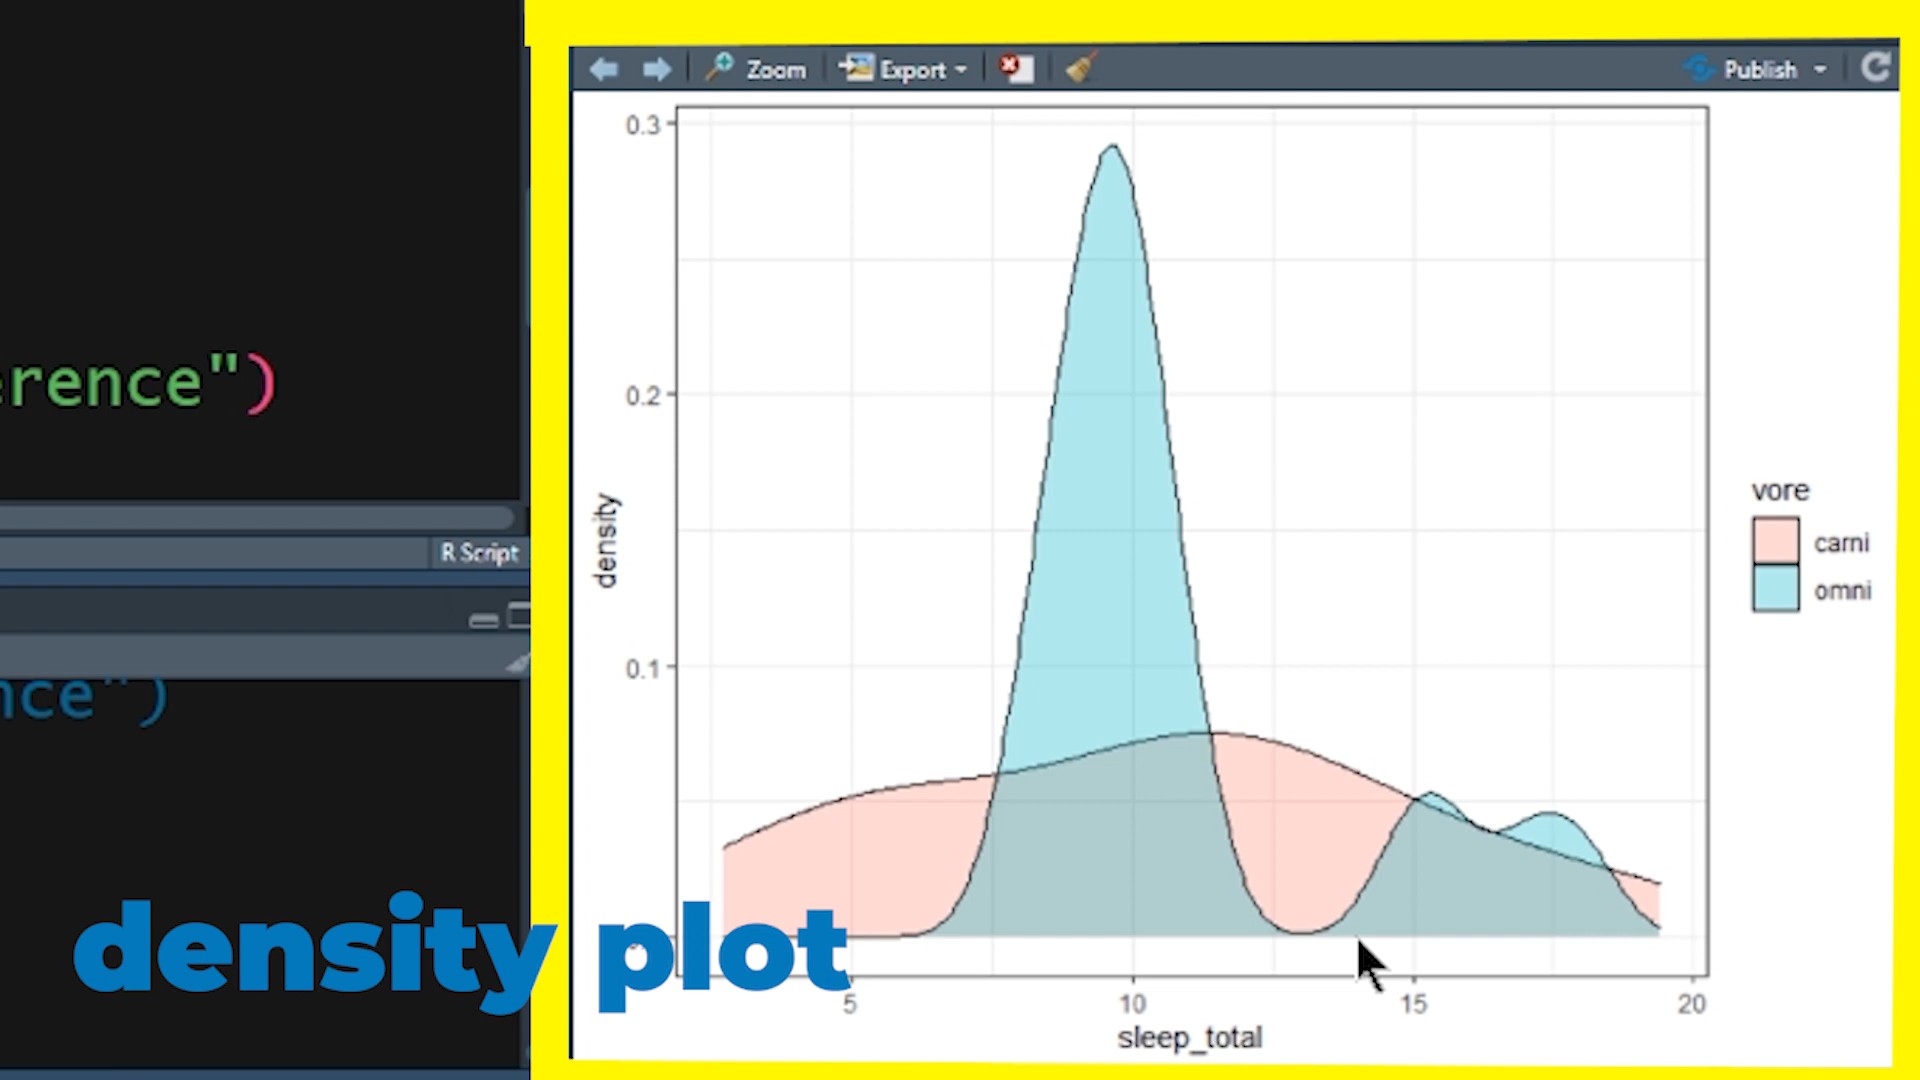 Zoom
Export
Publish
0.3
0.2
0.1
density
5
10
15
20
sleep_total
vore
carni
omni
erence")
R Script
nce")
density plot